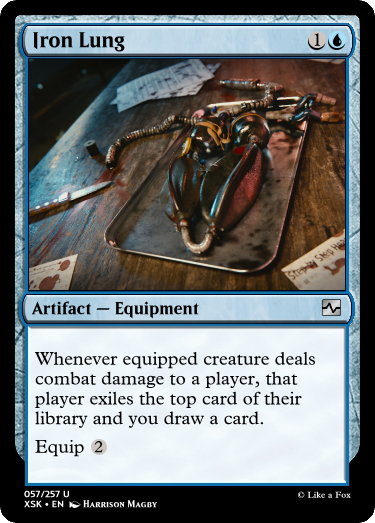 Iron Lung 1
Artifact — Equipment
Whenever equipped creature deals
combat damage to a player, that
player exiles the top card of their
library and you draw a card.
Equip 2
057/257 U
XSK • EN Harrison Magby
© Like a Fox